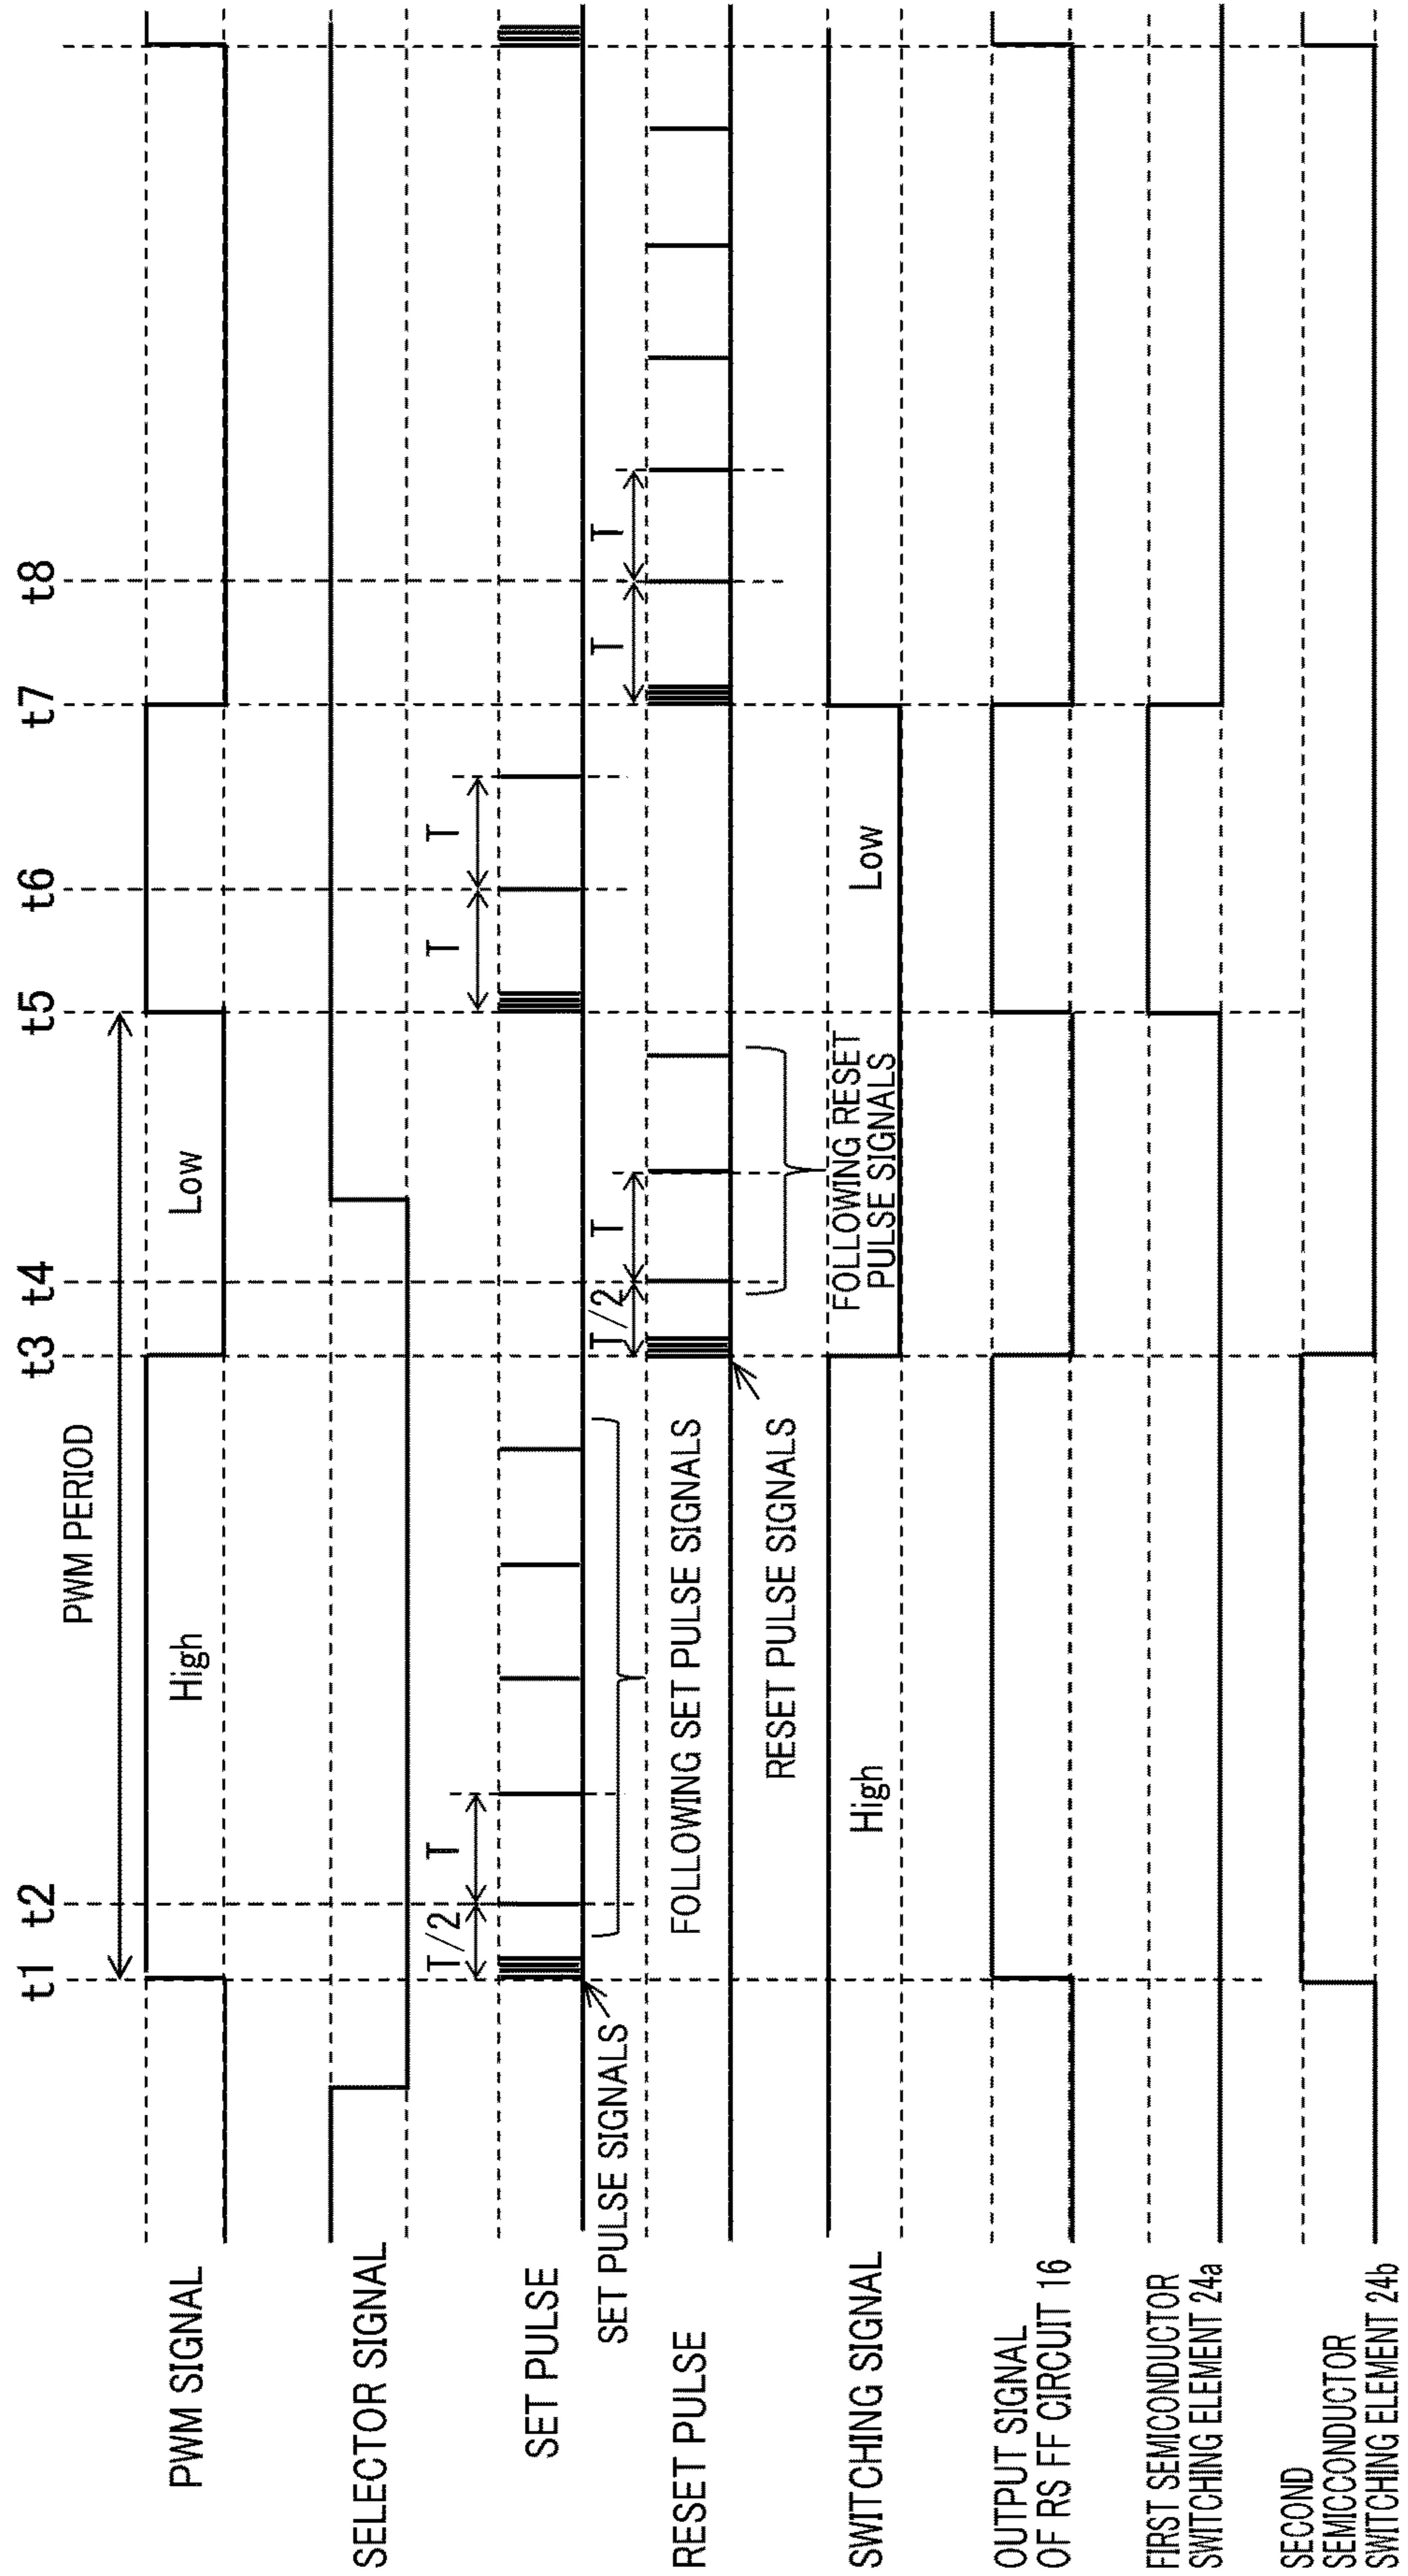 t1
t2
t3
t4
t5
t6
t7
t8
PWM PERIOD
PWM SIGNAL
High
Low
SELECTOR SIGNAL
SET PULSE
T/2
T
T
T
SET PULSE SIGNALS
FOLLOWING SET PULSE SIGNALS
RESET PULSE
T/2
T
T
T
RESET PULSE SIGNALS
FOLLOWING RESET
PULSE SIGNALS
SWITCHING SIGNAL
High
Low
OUTPUT SIGNAL
OF RS FF CIRCUIT 16
FIRST SEMICONDUCTOR
SWITCHING ELEMENT 24a
SECOND
SEMICCONDUCTOR
SWITCHING ELEMENT 24b